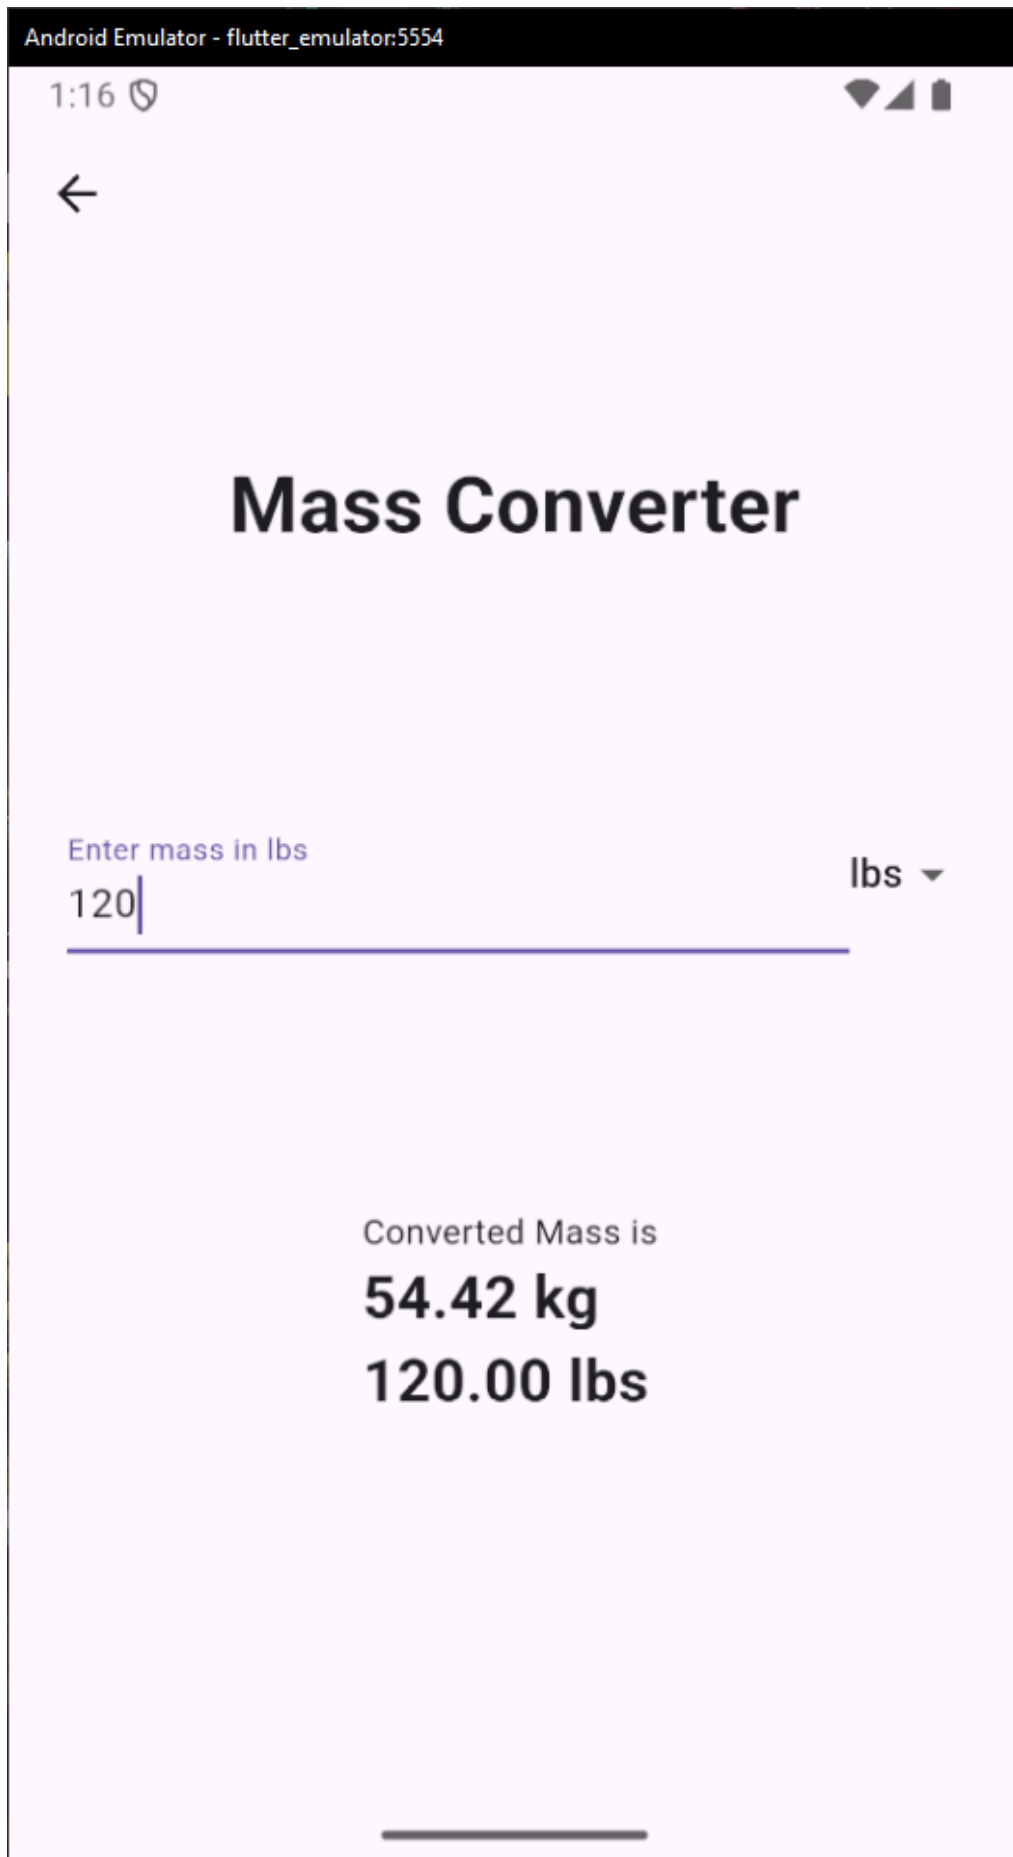 Android Emulator - flutter_emulator:5554
1:16
Mass Converter
Enter mass in lbs
120
lbs
Converted Mass is
54.42 kg
120.00 lbs